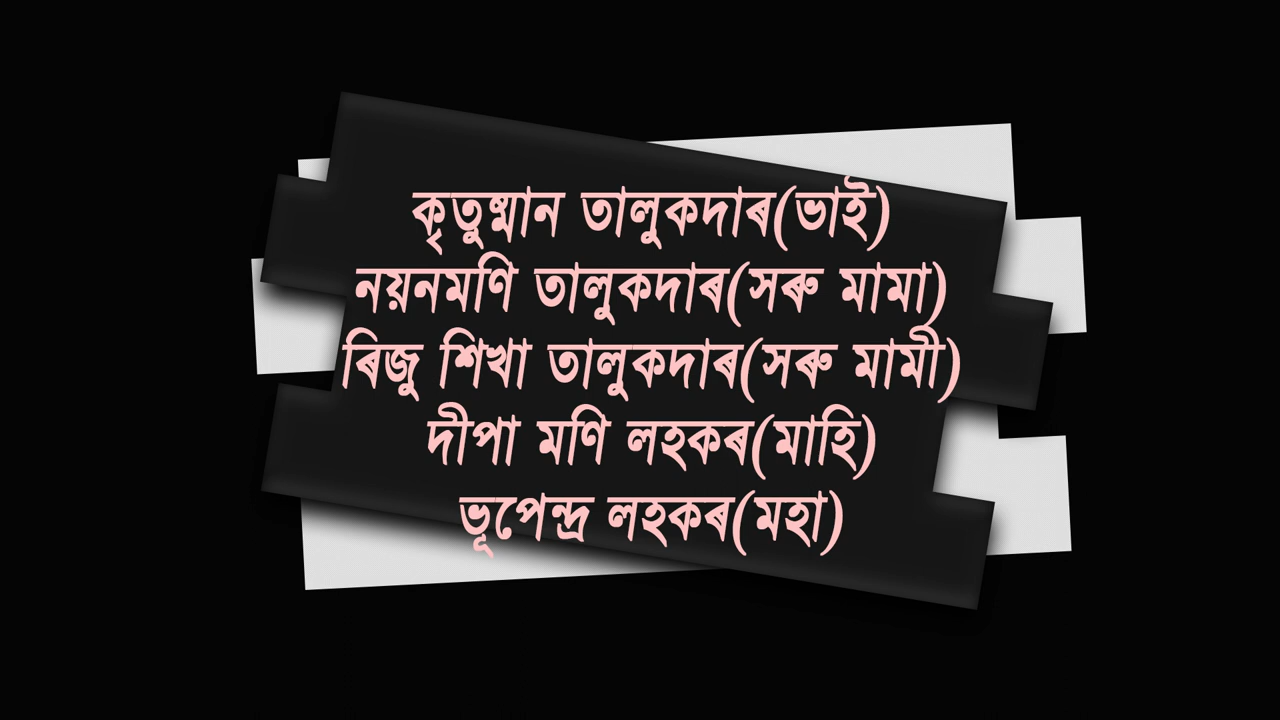 কৃতুষ্মান তালুকদাৰ(ভাই)
নয়নমণি তালুকদাৰ(সৰু মামা)
ৰিজু শিখা তালুকদাৰ(সৰু মামী)
দীপা মণি লহকৰ(মাহি)
ভূপেন্দ্ৰ লহকৰ(মহা)